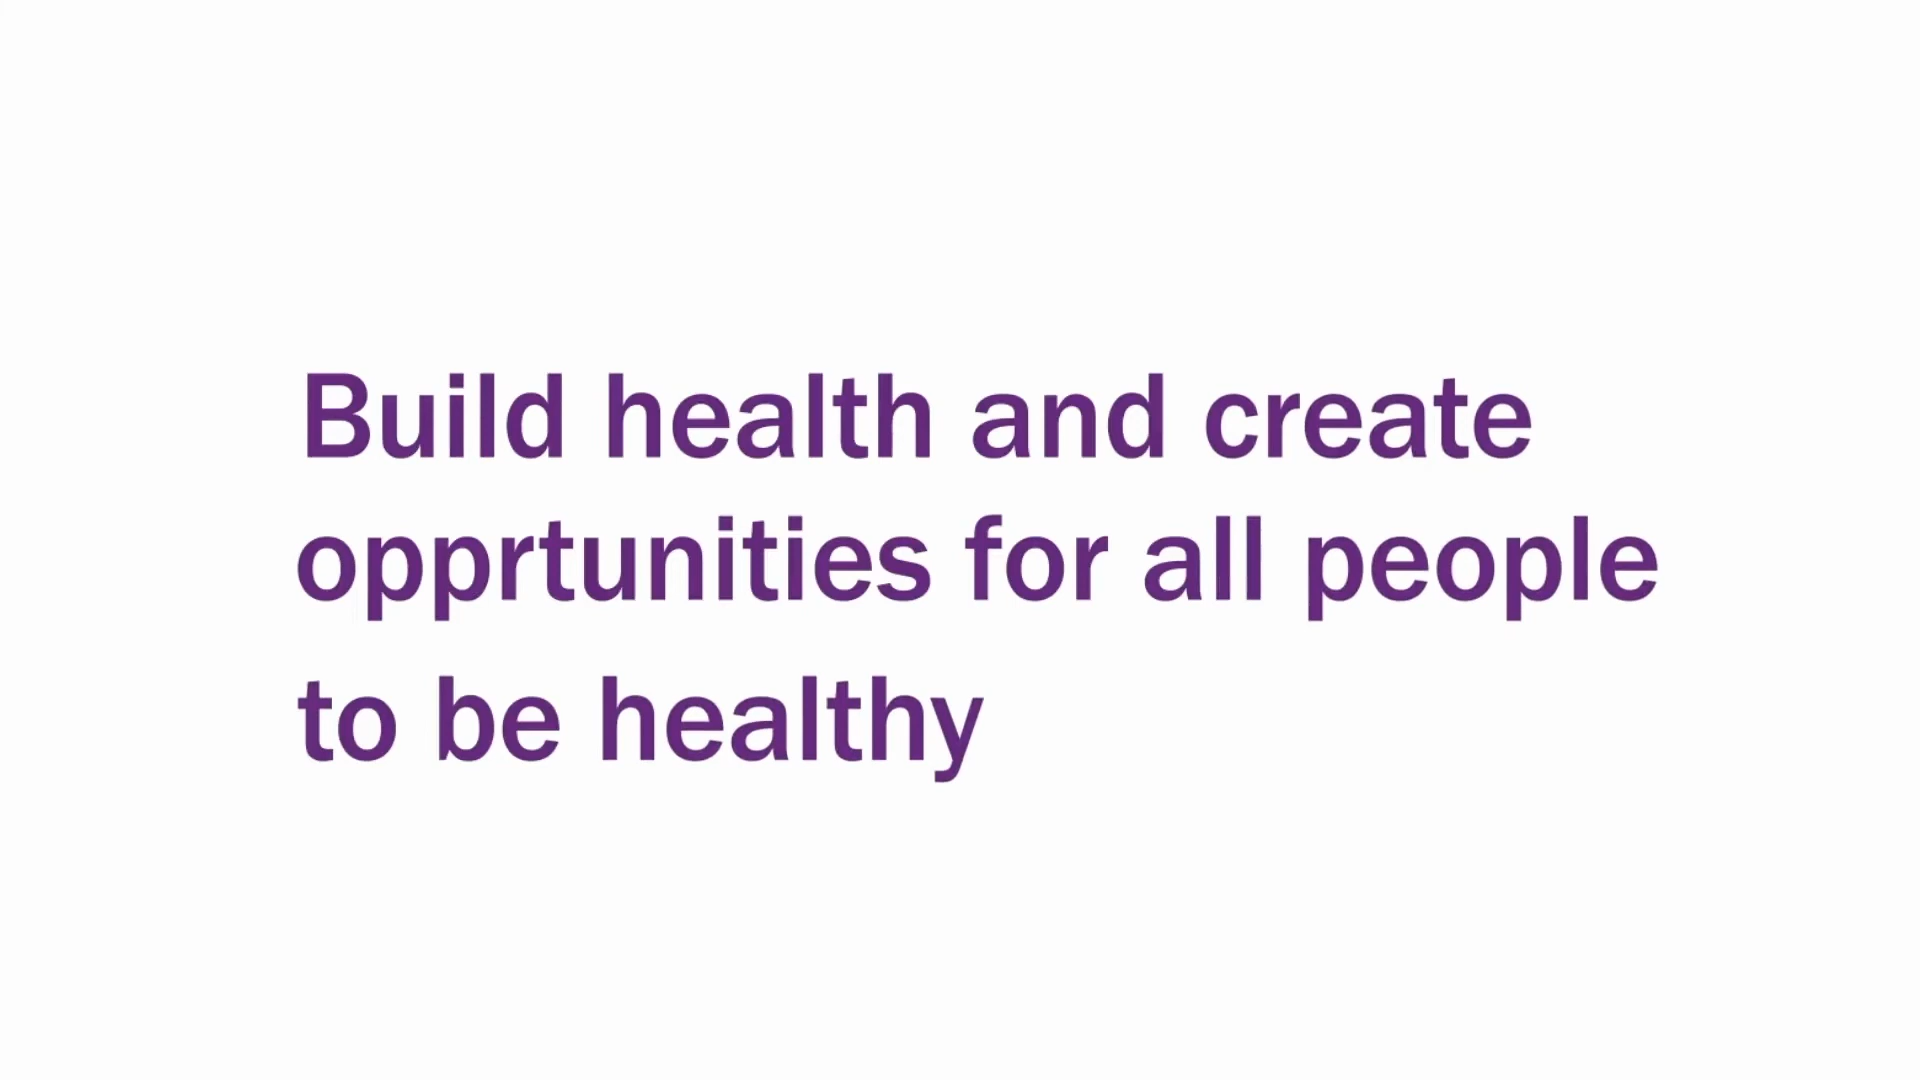 Build health and create
opprtunities for all people
to be healthy